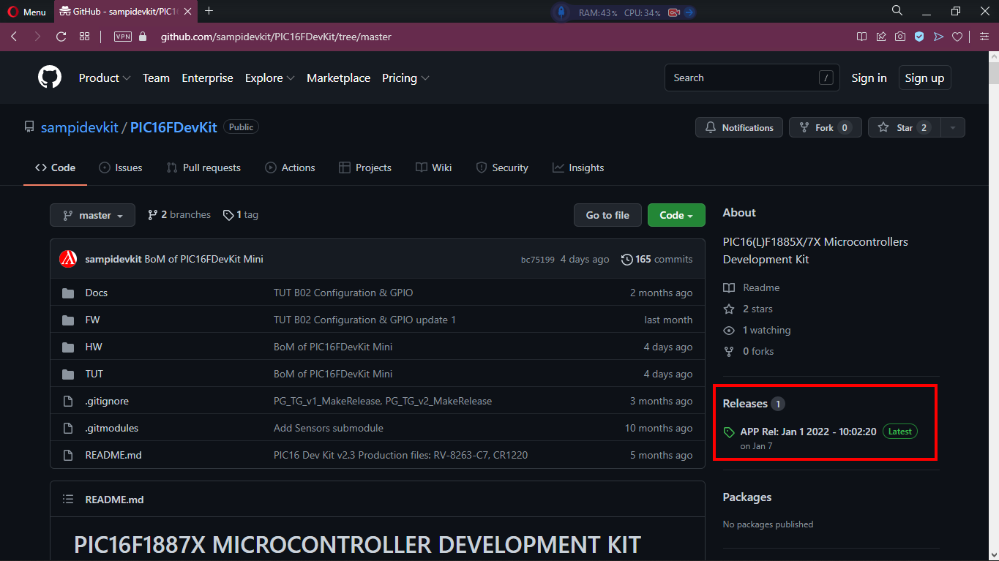 Menu
GitHub - sampidevkit/PIC1
RAM:43% CPU:34%
VPN
github.com/sampidevkit/PIC16FDevKit/tree/master
Product Team Enterprise Explore Marketplace Pricing
Search /
Sign in
Sign up
sampidevkit / PIC16FDevKit Public
Notifications
Fork 0
Star 2
Code Issues Pull requests Actions Projects Wiki Security Insights
master 2 branches 1 tag
Go to file
Code
sampidevkit BoM of PIC16FDevKit Mini bc75199 4 days ago 165 commits
Docs TUT B02 Configuration & GPIO 2 months ago
FW TUT B02 Configuration & GPIO update 1 last month
HW BoM of PIC16FDevKit Mini 4 days ago
TUT BoM of PIC16FDevKit Mini 4 days ago
.gitignore PG_TG_v1_MakeRelease, PG_TG_v2_MakeRelease 3 months ago
.gitmodules Add Sensors submodule 10 months ago
README.md PIC16 Dev Kit v2.3 Production files: RV-8263-C7, CR1220 5 months ago
README.md
PIC16F1887X MICROCONTROLLER DEVELOPMENT KIT
About
PIC16(L)F1885X/7X Microcontrollers
Development Kit
Readme
2 stars
1 watching
0 forks
Releases 1
APP Rel: Jan 1 2022 - 10:02:20 Latest
on Jan 7
Packages
No packages published